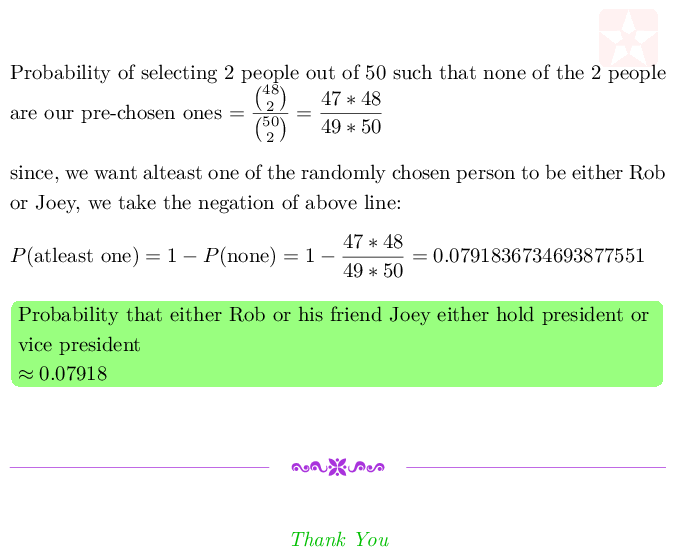 Probability of selecting 2 people out of 50 such that none of the 2 people
are our pre-chosen ones = \frac{\binom{48}{2}}{\binom{50}{2}} = \frac{47 * 48}{49 * 50}
since, we want alteast one of the randomly chosen person to be either Rob
or Joey, we take the negation of above line:
P(atleast one) = 1 − P(none) = 1 − \frac{47 * 48}{49 * 50} = 0.0791836734693877551
Probability that either Rob or his friend Joey either hold president or
vice president
≈ 0.07918
Thank You